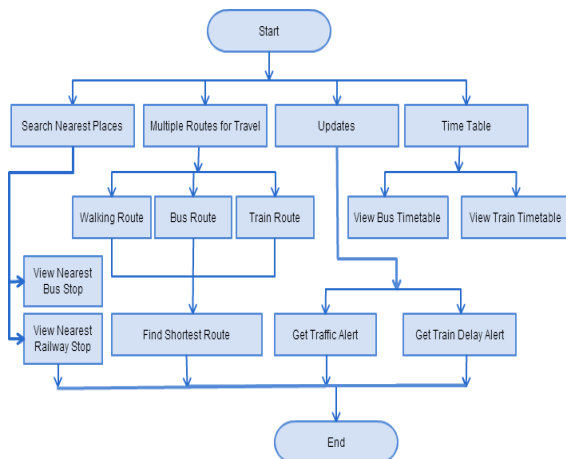 Start
Search Nearest Places
Multiple Routes for Travel
Updates
Time Table
Walking Route
Bus Route
Train Route
View Bus Timetable
View Train Timetable
View Nearest
Bus Stop
View Nearest
Railway Stop
Find Shortest Route
Get Traffic Alert
Get Train Delay Alert
End